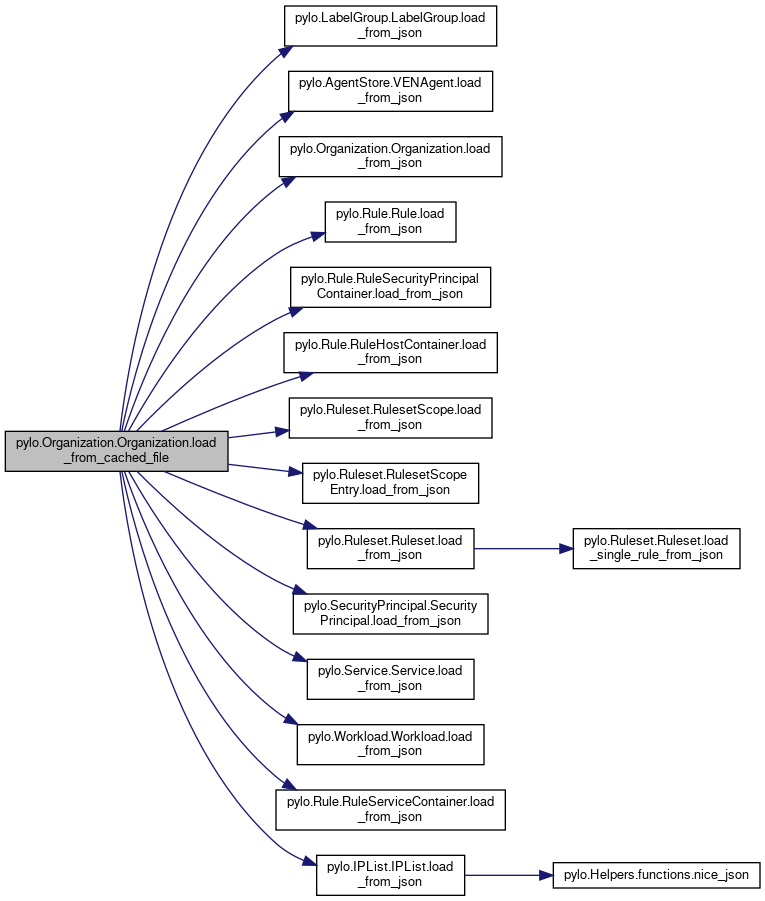 pylo.LabelGroup.LabelGroup.load
_from_json
pylo.AgentStore.VENAgent.load
_from_json
pylo.Organization.Organization.load
_from_json
pylo.Rule.Rule.load
_from_json
pylo.Rule.RuleSecurityPrincipal
Container.load_from_json
pylo.Rule.RuleHostContainer.load
_from_json
pylo.Ruleset.RulesetScope.load
_from_json
pylo.Organization.Organization.load
_from_cached_file
pylo.Ruleset.RulesetScope
Entry.load_from_json
pylo.Ruleset.Ruleset.load
_from_json
pylo.Ruleset.Ruleset.load
_single_rule_from_json
pylo.SecurityPrincipal.Security
Principal.load_from_json
pylo.Service.Service.load
_from_json
pylo.Workload.Workload.load
_from_json
pylo.Rule.RuleServiceContainer.load
_from_json
pylo.IPList.IPList.load
_from_json
pylo.Helpers.functions.nice_json